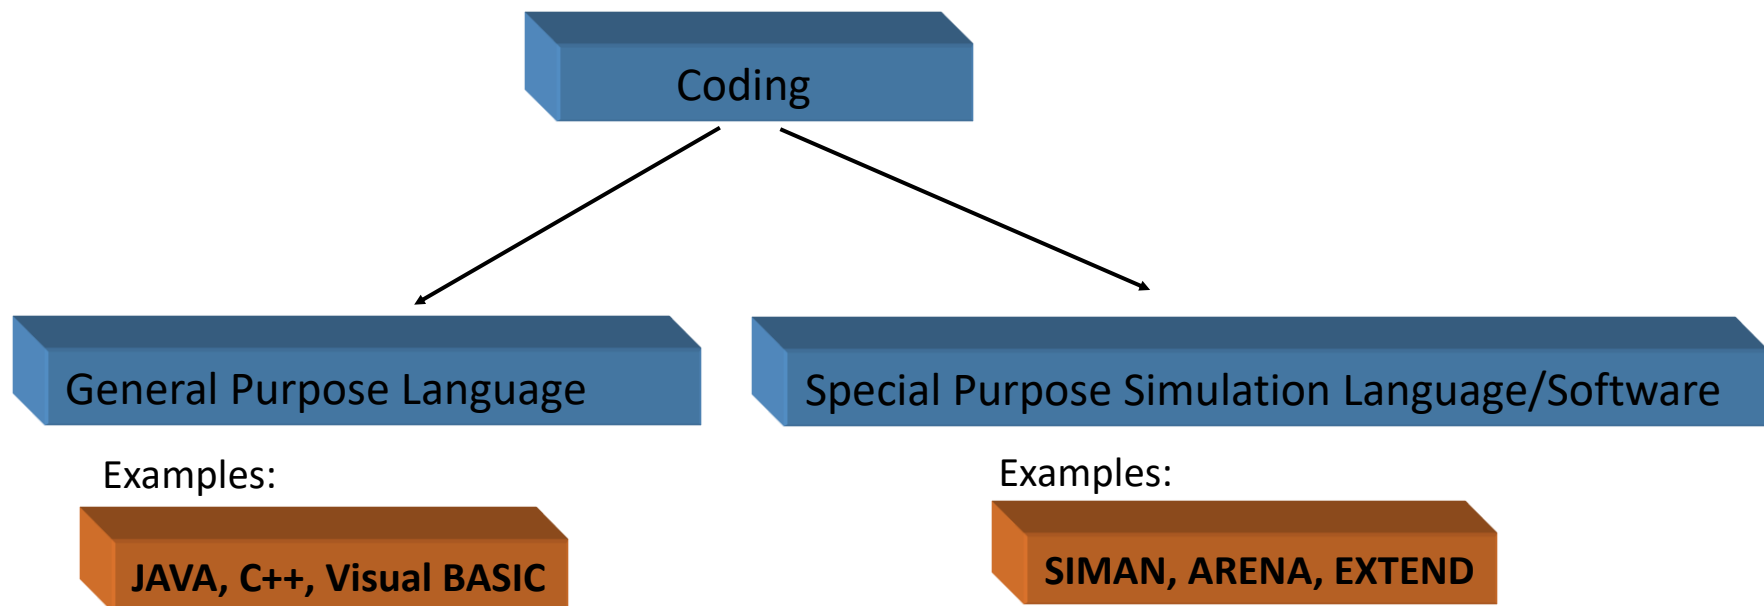 Coding
General Purpose Language
Special Purpose Simulation Language/Software
Examples:
Examples:
JAVA, C++, Visual BASIC
SIMAN, ARENA, EXTEND